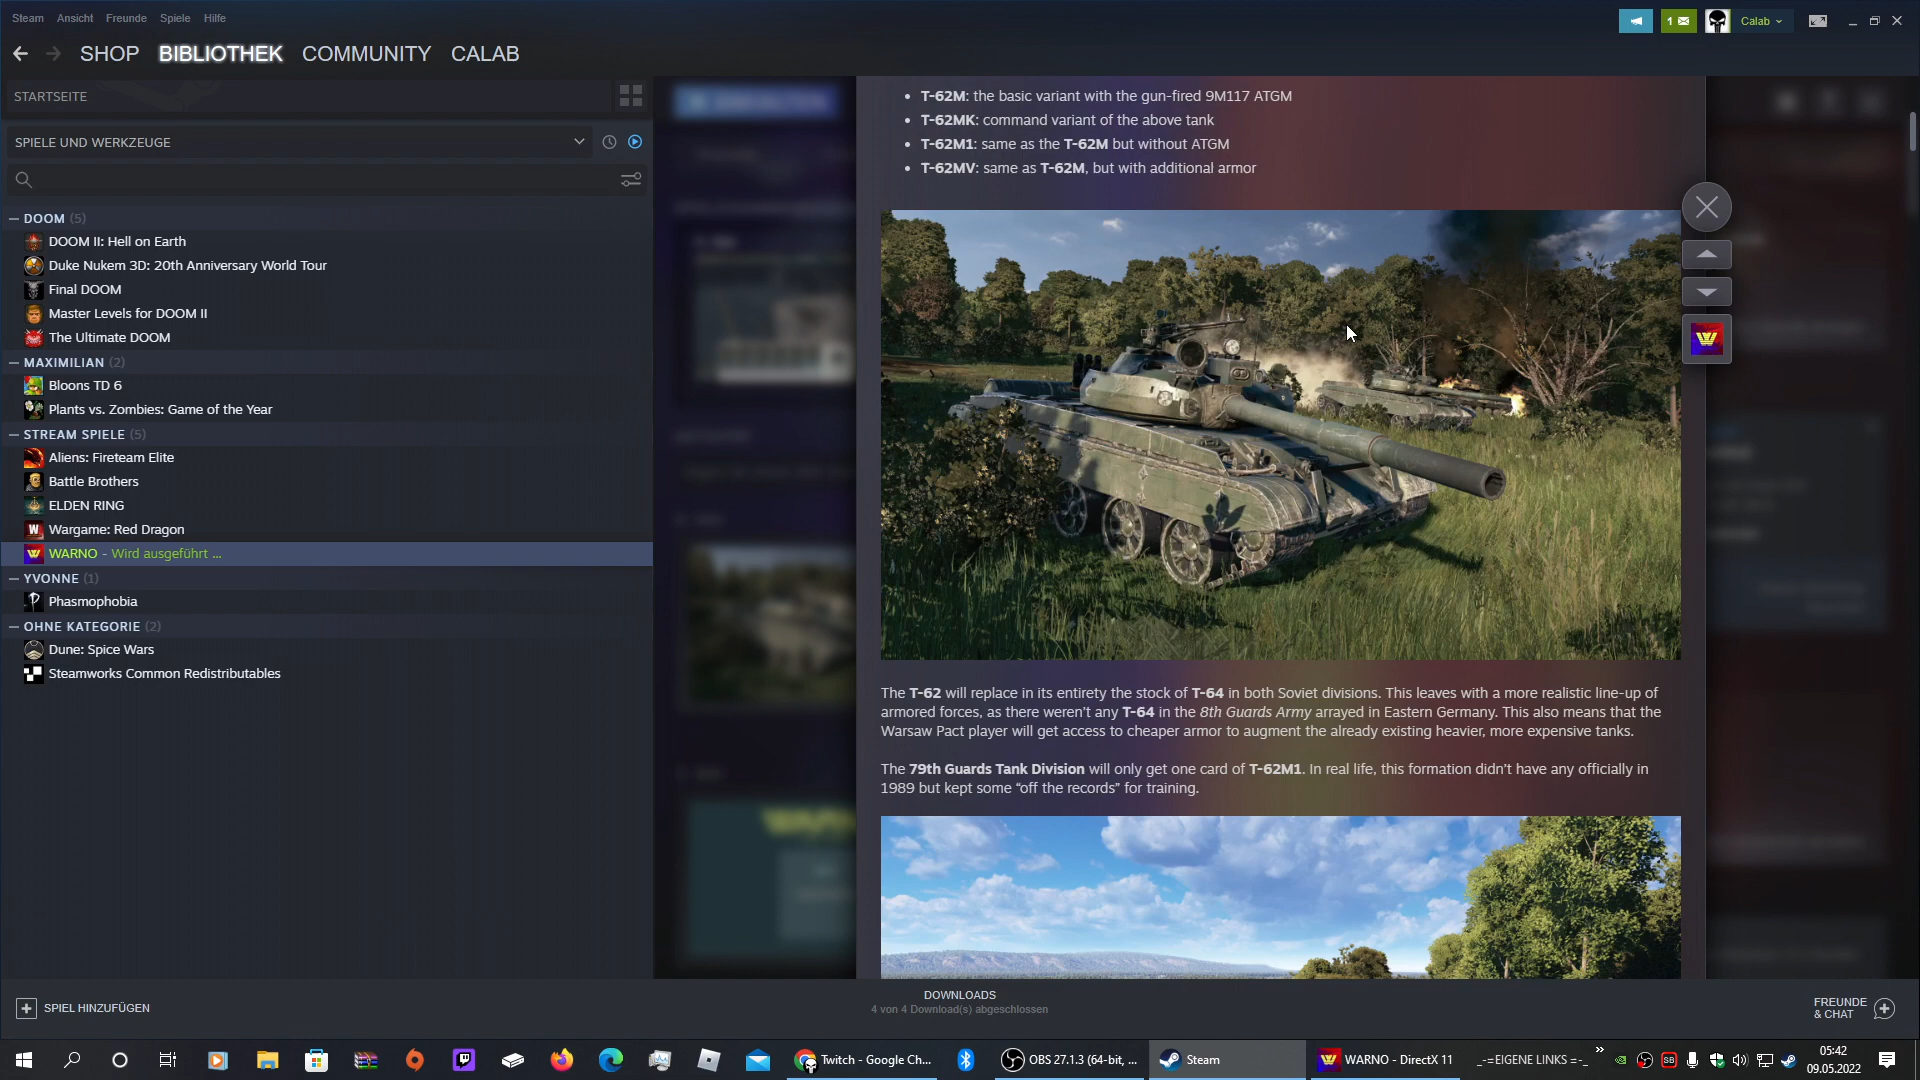 Steam Ansicht Freunde Spiele Hilfe
1
Calab
SHOP BIBLIOTHEK COMMUNITY CALAB
STARTSEITE
SPIELE UND WERKZEUGE
– DOOM (5)
DOOM II: Hell on Earth
Duke Nukem 3D: 20th Anniversary World Tour
Final DOOM
Master Levels for DOOM II
The Ultimate DOOM
– MAXIMILIAN (2)
Bloons TD 6
Plants vs. Zombies: Game of the Year
– STREAM SPIELE (5)
Aliens: Fireteam Elite
Battle Brothers
ELDEN RING
Wargame: Red Dragon
WARNO - Wird ausgeführt ...
– YVONNE (1)
Phasmophobia
– OHNE KATEGORIE (2)
Dune: Spice Wars
Steamworks Common Redistributables
• T-62M: the basic variant with the gun-fired 9M117 ATGM
• T-62MK: command variant of the above tank
• T-62M1: same as the T-62M but without ATGM
• T-62MV: same as T-62M, but with additional armor
The T-62 will replace in its entirety the stock of T-64 in both Soviet divisions. This leaves with a more realistic line-up of
armored forces, as there weren't any T-64 in the 8th Guards Army arrayed in Eastern Germany. This also means that the
Warsaw Pact player will get access to cheaper armor to augment the already existing heavier, more expensive tanks.
The 79th Guards Tank Division will only get one card of T-62M1. In real life, this formation didn't have any officially in
1989 but kept some “off the records” for training.
SPIEL HINZUFÜGEN
DOWNLOADS
4 von 4 Download(s) abgeschlossen
FREUNDE
& CHAT
Twitch - Google Ch...
OBS 27.1.3 (64-bit, ...
Steam
WARNO - DirectX 11
_-=EIGENE LINKS =-_
»
05:42
09.05.2022